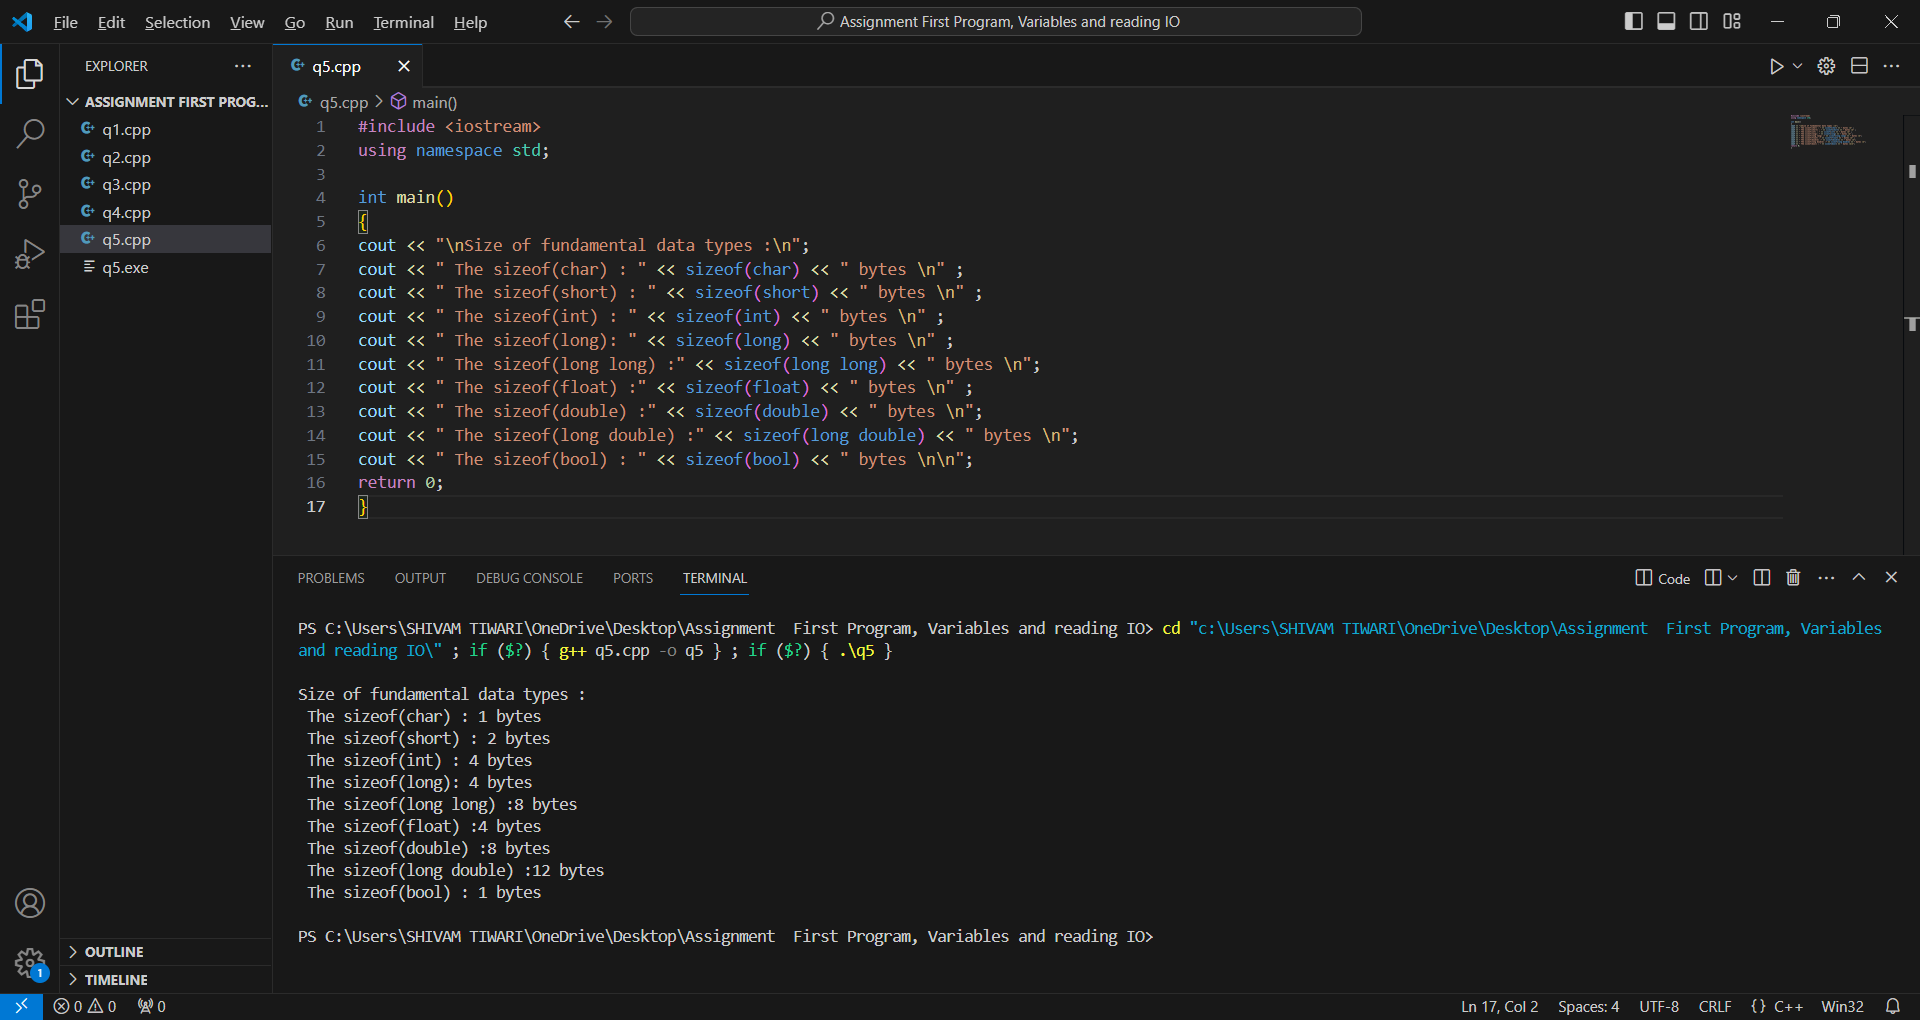 File Edit Selection View Go Run Terminal Help
Assignment First Program, Variables and reading IO
EXPLORER
ASSIGNMENT FIRST PROG...
q1.cpp
q2.cpp
q3.cpp
q4.cpp
q5.cpp
q5.exe
OUTLINE
TIMELINE
1
q5.cpp
q5.cpp > main()
1 #include <iostream>
2 using namespace std;
3
4 int main()
5 {
6 cout << "\nSize of fundamental data types :\n";
7 cout << " The sizeof(char) : " << sizeof(char) << " bytes \n" ;
8 cout << " The sizeof(short) : " << sizeof(short) << " bytes \n" ;
9 cout << " The sizeof(int) : " << sizeof(int) << " bytes \n" ;
10 cout << " The sizeof(long): " << sizeof(long) << " bytes \n" ;
11 cout << " The sizeof(long long) :" << sizeof(long long) << " bytes \n";
12 cout << " The sizeof(float) :" << sizeof(float) << " bytes \n" ;
13 cout << " The sizeof(double) :" << sizeof(double) << " bytes \n";
14 cout << " The sizeof(long double) :" << sizeof(long double) << " bytes \n";
15 cout << " The sizeof(bool) : " << sizeof(bool) << " bytes \n\n";
16 return 0;
17 }
PROBLEMS OUTPUT DEBUG CONSOLE PORTS TERMINAL
Code
PS C:\Users\SHIVAM TIWARI\OneDrive\Desktop\Assignment  First Program, Variables and reading IO> cd "c:\Users\SHIVAM TIWARI\OneDrive\Desktop\Assignment  First Program, Variables
and reading IO\" ; if ($?) { g++ q5.cpp -o q5 } ; if ($?) { .\q5 }
Size of fundamental data types :
The sizeof(char) : 1 bytes
The sizeof(short) : 2 bytes
The sizeof(int) : 4 bytes
The sizeof(long): 4 bytes
The sizeof(long long) :8 bytes
The sizeof(float) :4 bytes
The sizeof(double) :8 bytes
The sizeof(long double) :12 bytes
The sizeof(bool) : 1 bytes
PS C:\Users\SHIVAM TIWARI\OneDrive\Desktop\Assignment  First Program, Variables and reading IO>
0 0 0
Ln 17, Col 2 Spaces: 4 UTF-8 CRLF {} C++ Win32